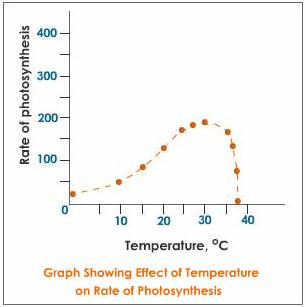 Rate of photosynthesis
400
300
200
100
0
10 20 30 40
Temperature, ⁰C
Graph Showing Effect of Temperature
on Rate of Photosynthesis